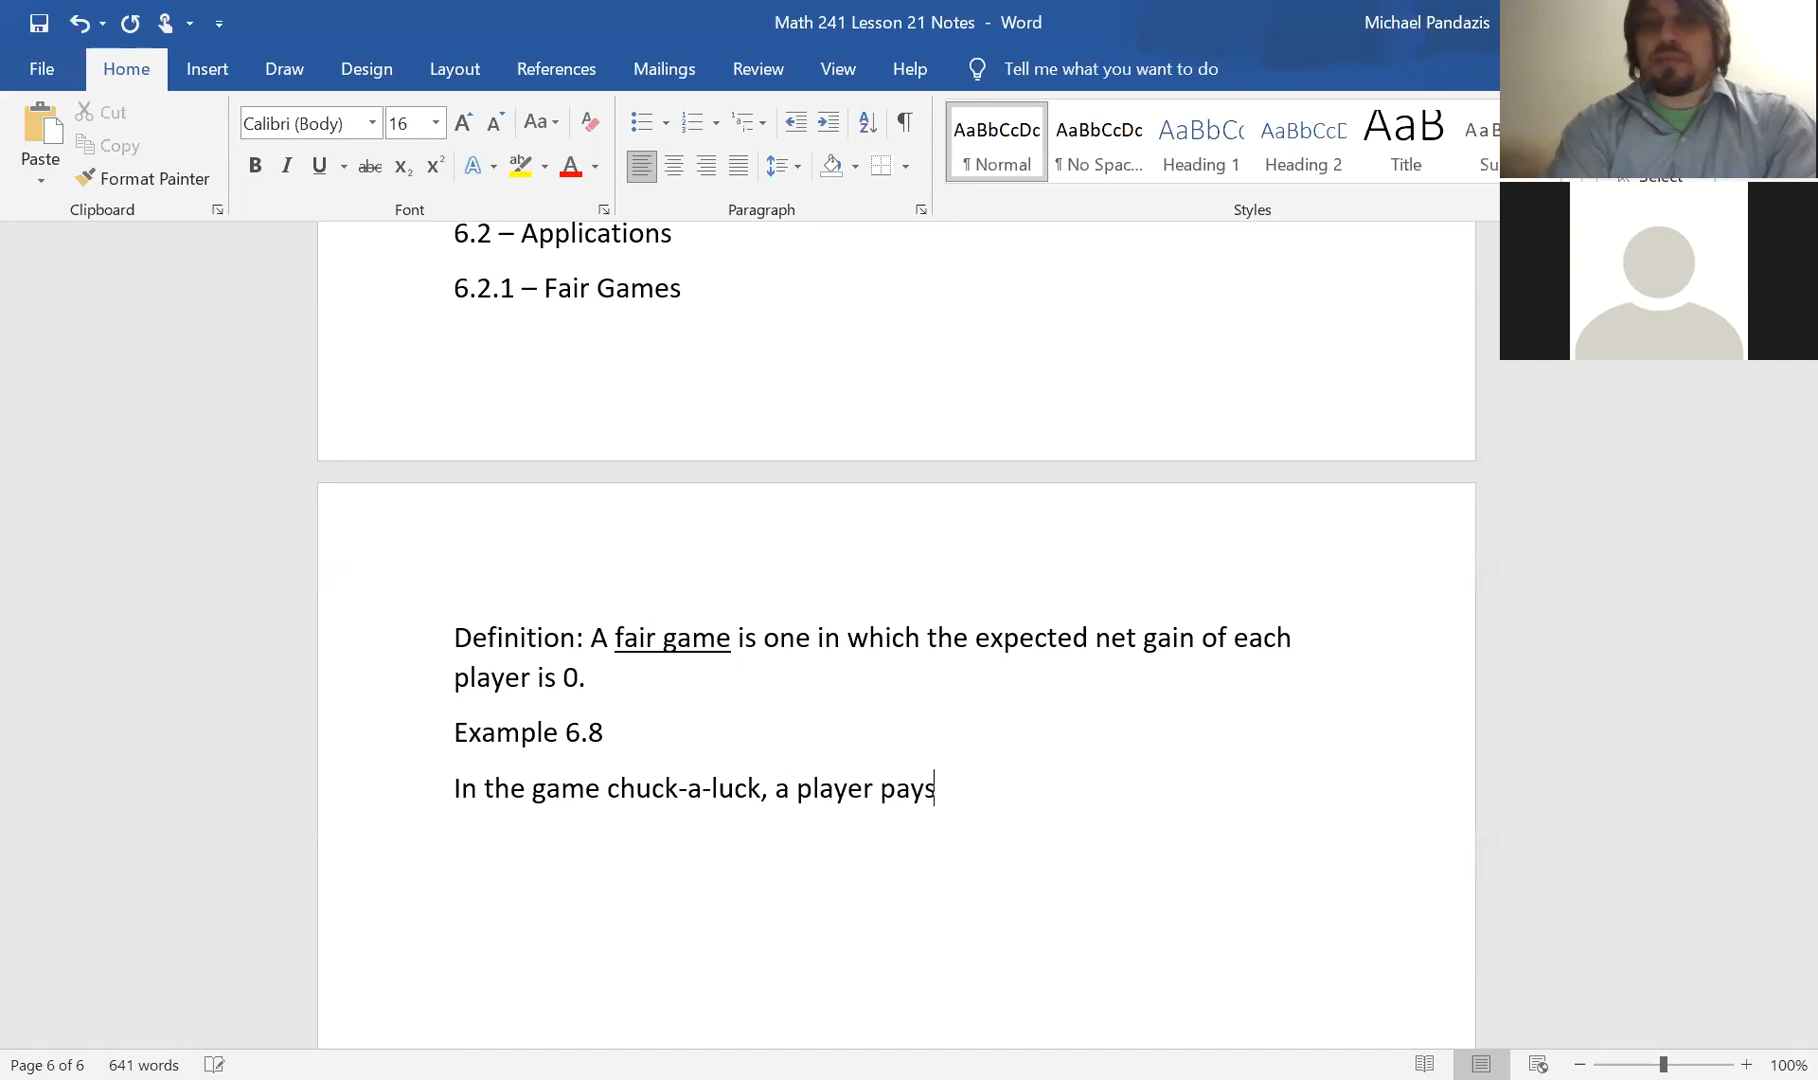 Math 241 Lesson 21 Notes - Word
Michael Pandazis
File Home Insert Draw Design Layout References Mailings Review View Help Tell me what you want to do
Paste
Cut
Copy
Format Painter
Clipboard
Calibri (Body) 16
Font
Paragraph
AaBbCcDc AaBbCcDc AaBbCc AaBbCcD AaB AaB
¶ Normal ¶ No Spac... Heading 1 Heading 2 Title Su
Styles
Select
6.2 – Applications
6.2.1 – Fair Games
Definition: A fair game is one in which the expected net gain of each
player is 0.
Example 6.8
In the game chuck-a-luck, a player pays
Page 6 of 6 641 words 100%